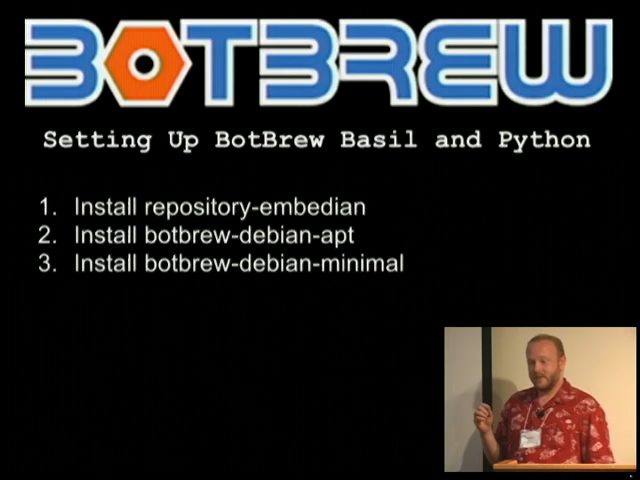 BOTBREW
Setting Up BotBrew Basil and Python
1. Install repository-embedian
2. Install botbrew-debian-apt
3. Install botbrew-debian-minimal